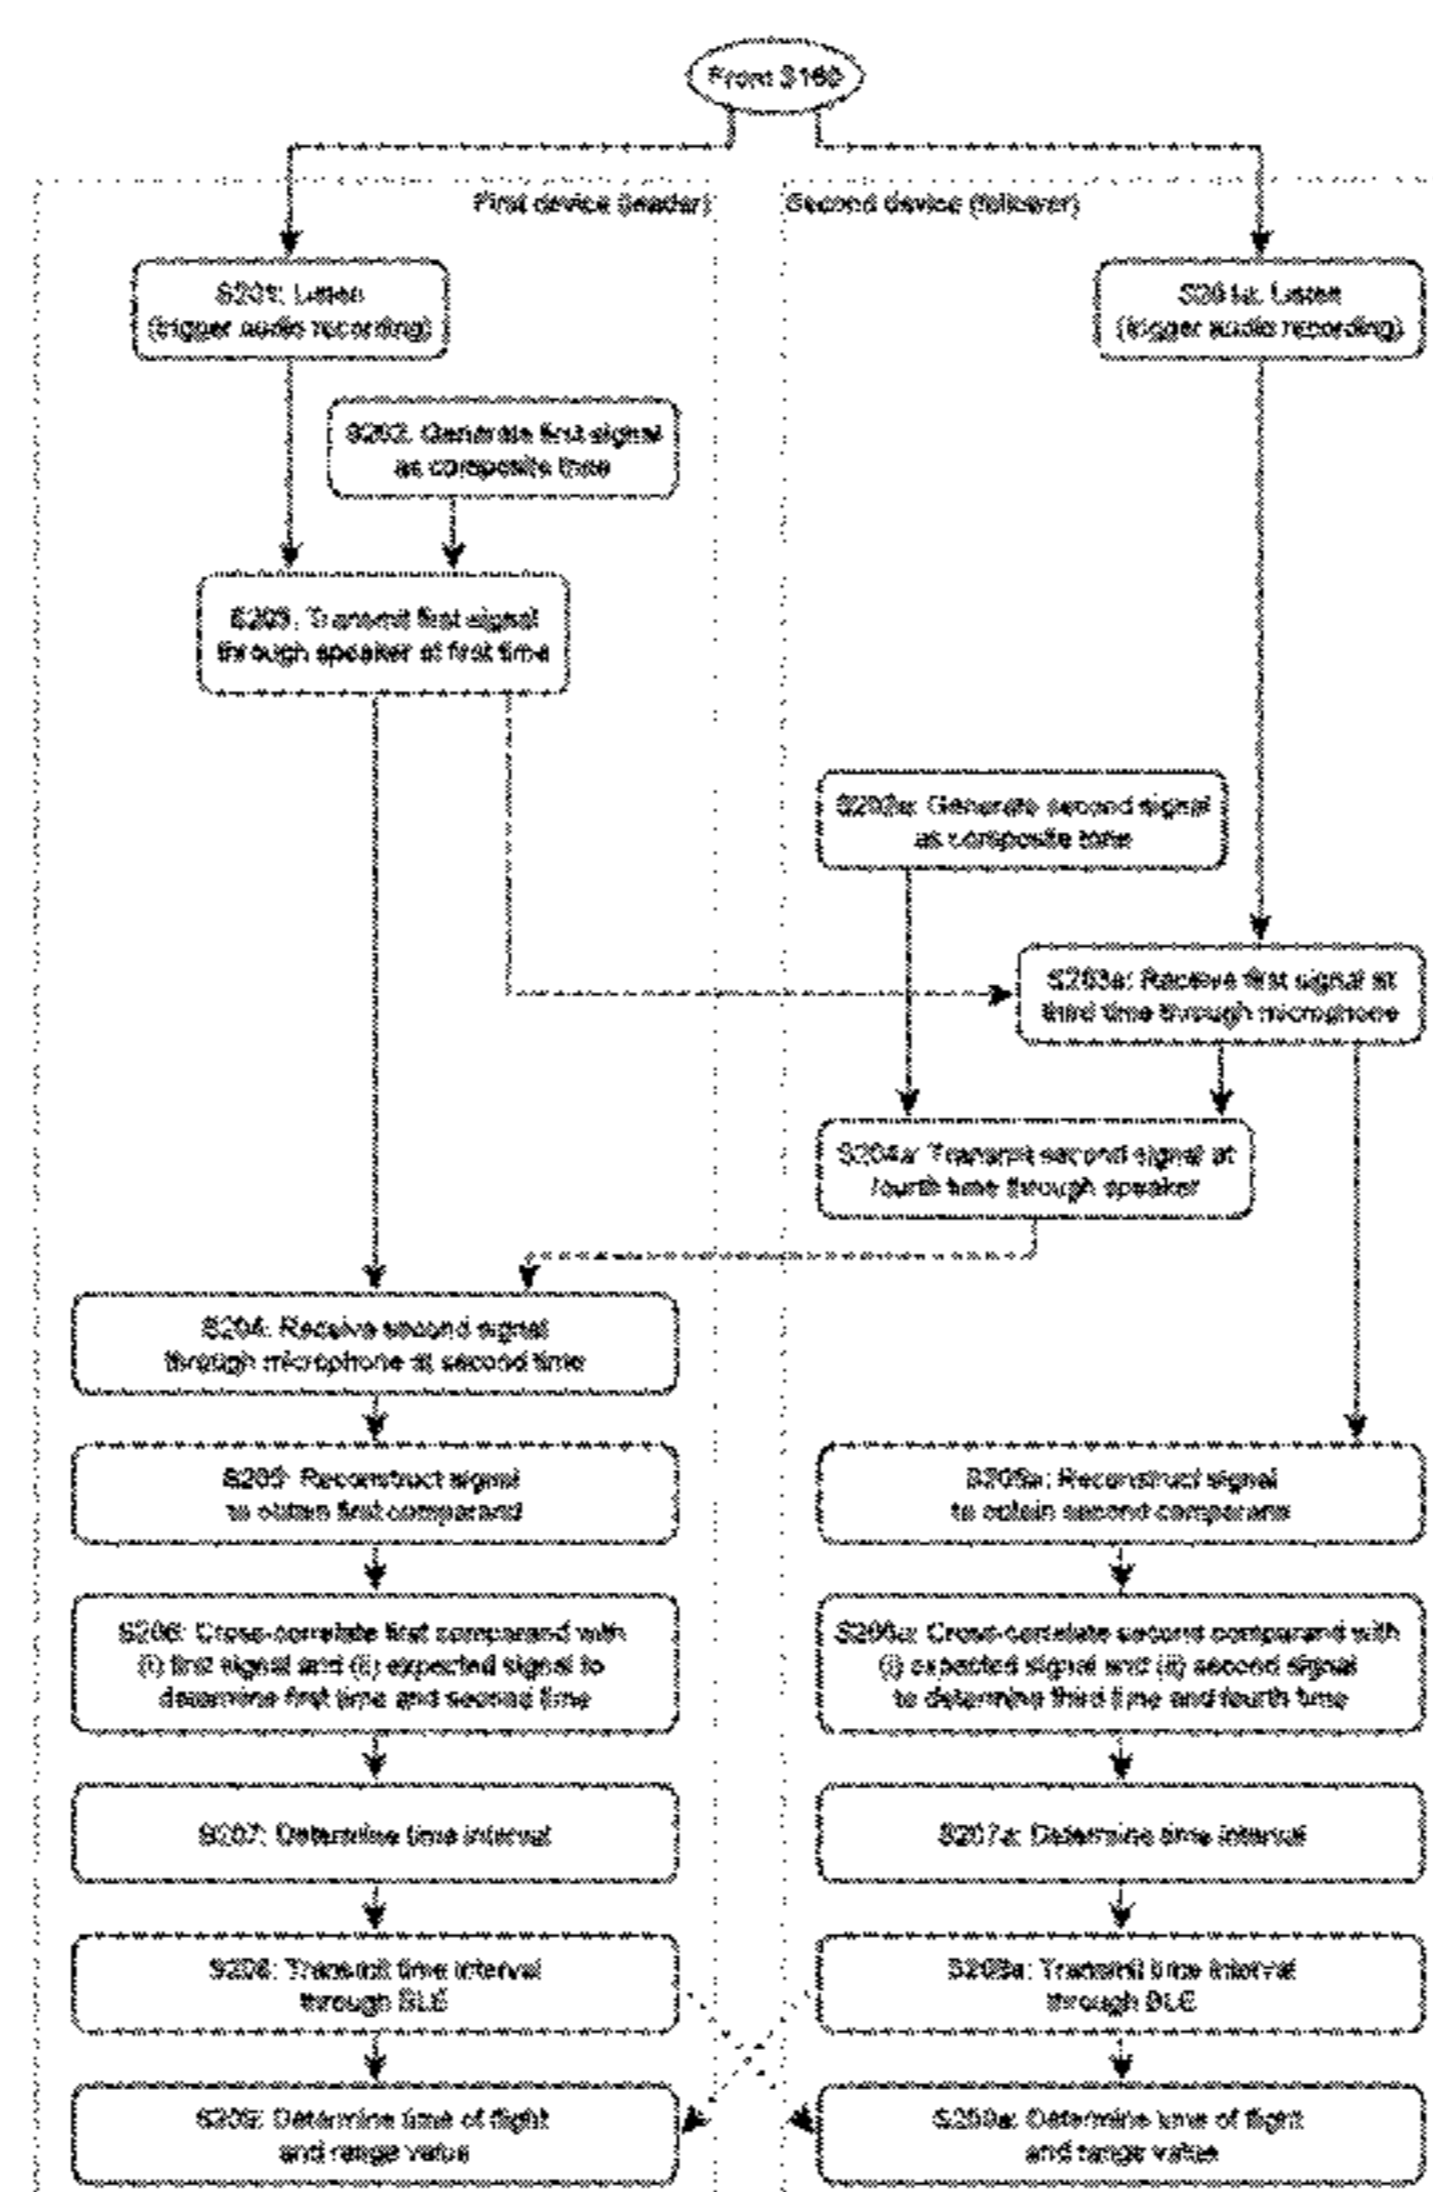 From S160
First device (leader)
Second device (follower)
S201: Listen
(trigger audio recording)
S201a: Listen
(trigger audio recording)
S202: Generate first signal
as composite tone
S203: Transmit first signal
through speaker at first time
S202a: Generate second signal
as composite tone
S203a: Receive first signal at
third time through microphone
S204a: Transmit second signal at
fourth time through speaker
S204: Receive second signal
through microphone at second time
S205: Reconstruct signal
to obtain first comparand
S205a: Reconstruct signal
to obtain second comparand
S206: Cross-correlate first comparand with
(i) first signal and (ii) expected signal to
determine first time and second time
S206a: Cross-correlate second comparand with
(i) expected signal and (ii) second signal
to determine third time and fourth time
S207: Determine time interval
S207a: Determine time interval
S208: Transmit time interval
through BLE
S208a: Transmit time interval
through BLE
S209: Determine time of flight
and range value
S209a: Determine time of flight
and range value